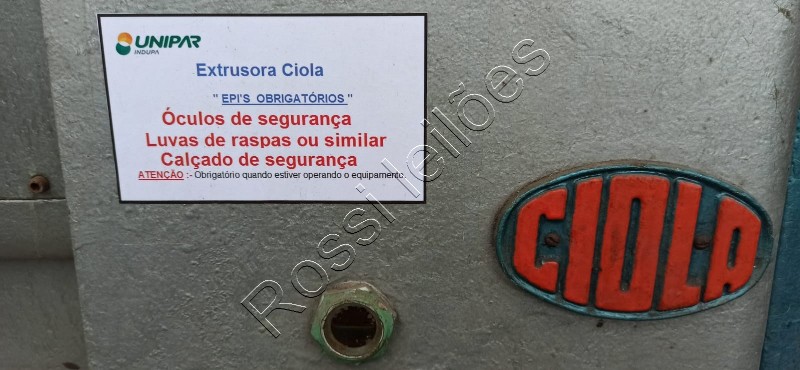 UNIPAR
INDUPA
Extrusora Ciola
" EPI'S OBRIGATÓRIOS "
Óculos de segurança
Luvas de raspas ou similar
Calçado de segurança
ATENÇÃO :- Obrigatório quando estiver operando o equipamento.
CIOLA
Rossi leilões